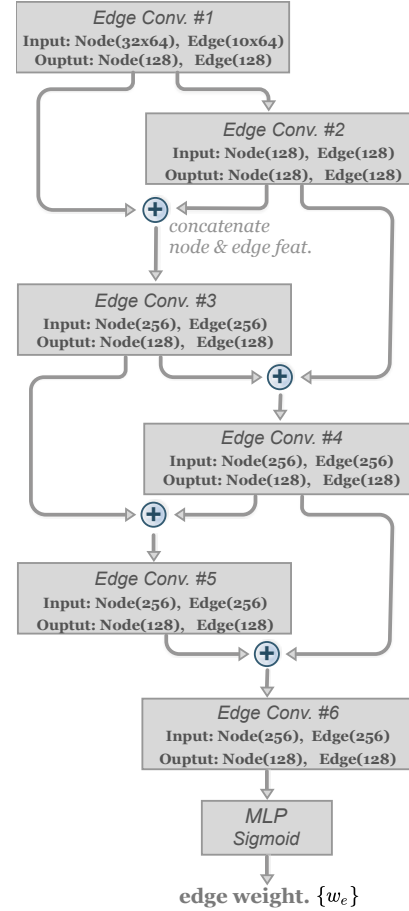 Edge Conv. #1
Input: Node(32x64), Edge(10x64)
Ouptut: Node(128), Edge(128)
Edge Conv. #2
Input: Node(128), Edge(128)
Ouptut: Node(128), Edge(128)
concatenate
node & edge feat.
Edge Conv. #3
Input: Node(256), Edge(256)
Ouptut: Node(128), Edge(128)
Edge Conv. #4
Input: Node(256), Edge(256)
Ouptut: Node(128), Edge(128)
Edge Conv. #5
Input: Node(256), Edge(256)
Ouptut: Node(128), Edge(128)
Edge Conv. #6
Input: Node(256), Edge(256)
Ouptut: Node(128), Edge(128)
MLP
Sigmoid
edge weight. {w_e}